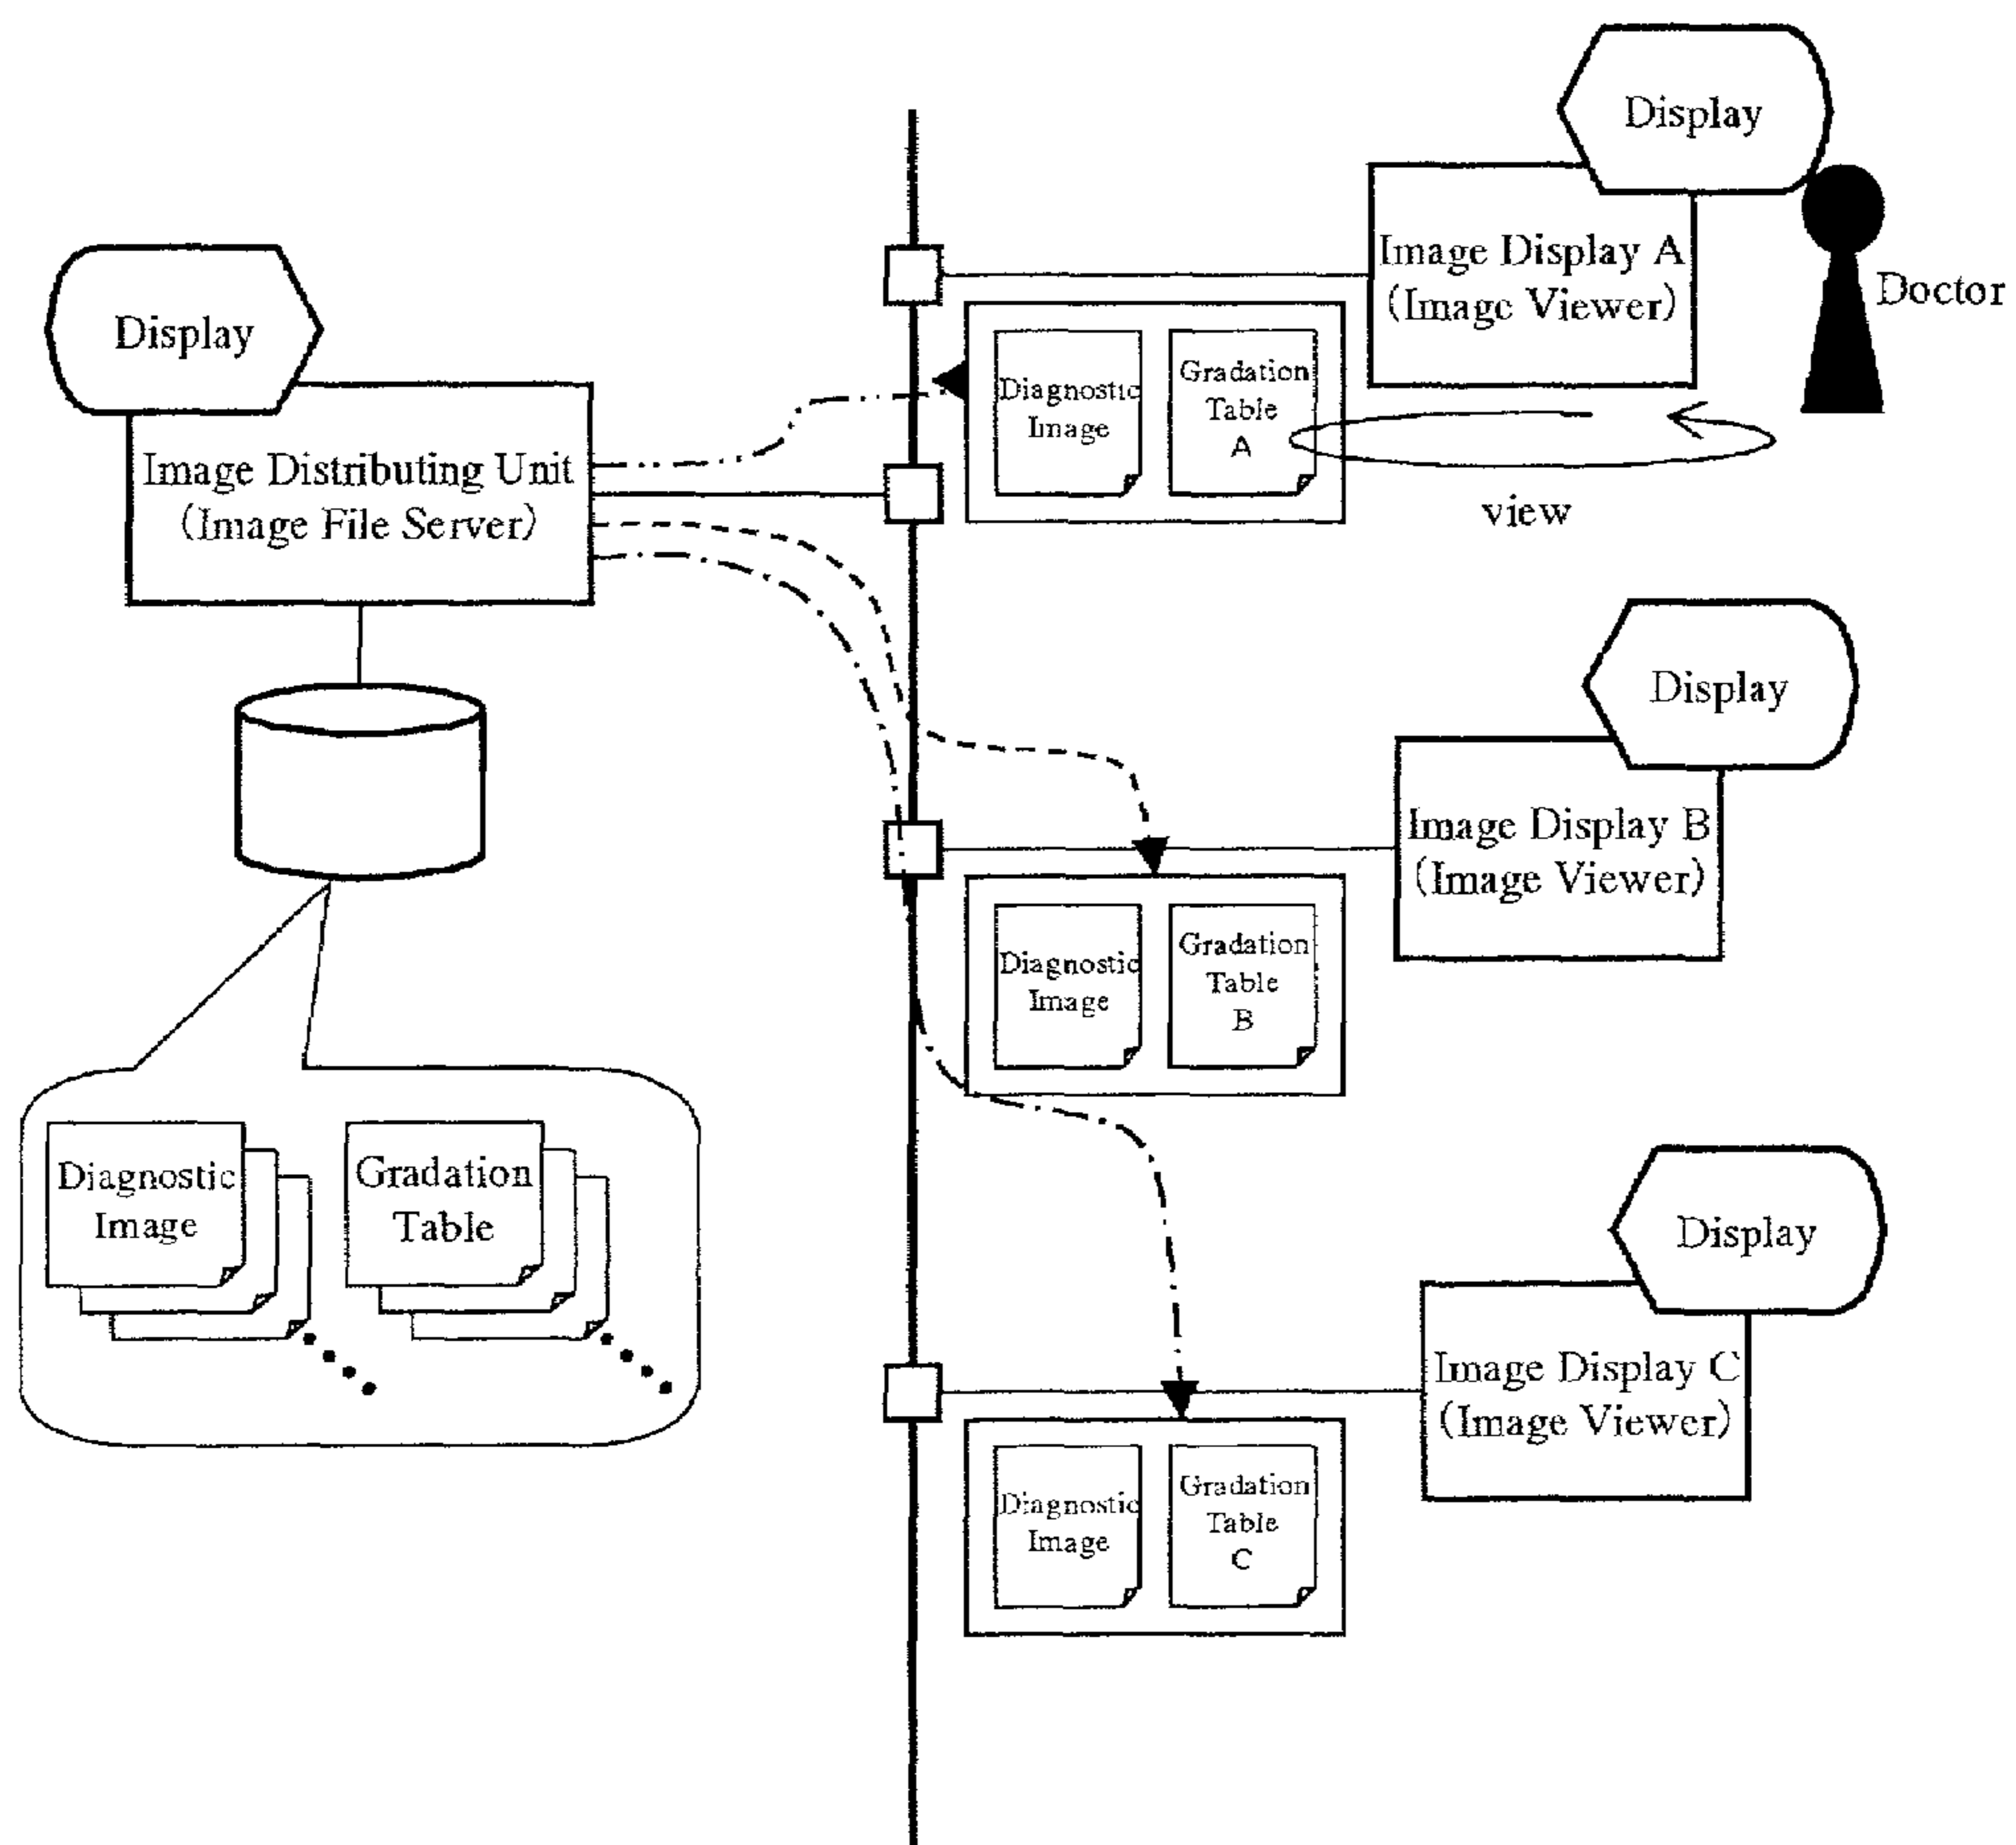 Display
Image Distributing Unit
(Image File Server)
Diagnostic
Image
Gradation
Table
Display
Image Display A
(Image Viewer)
Doctor
Diagnostic
Image
Gradation
Table
A
view
Display
Image Display B
(Image Viewer)
Diagnostic
Image
Gradation
Table
B
Display
Image Display C
(Image Viewer)
Diagnostic
Image
Gradation
Table
C